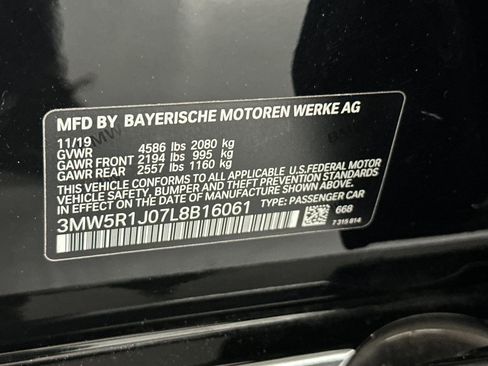 MFD BY BAYERISCHE MOTOREN WERKE AG
11/19
GVWR 4586 lbs 2080 kg
GAWR FRONT 2194 lbs 995 kg
GAWR REAR 2557 lbs 1160 kg
THIS VEHICLE CONFORMS TO ALL APPLICABLE U.S.FEDERAL MOTOR
VEHICLE SAFETY, BUMPER AND THEFT PREVENTION STANDARDS
IN EFFECT ON THE DATE OF MANUFACTURE SHOWN ABOVE.
3MW5R1J07L8B16061 TYPE: PASSENGER CAR
668
7 315 814